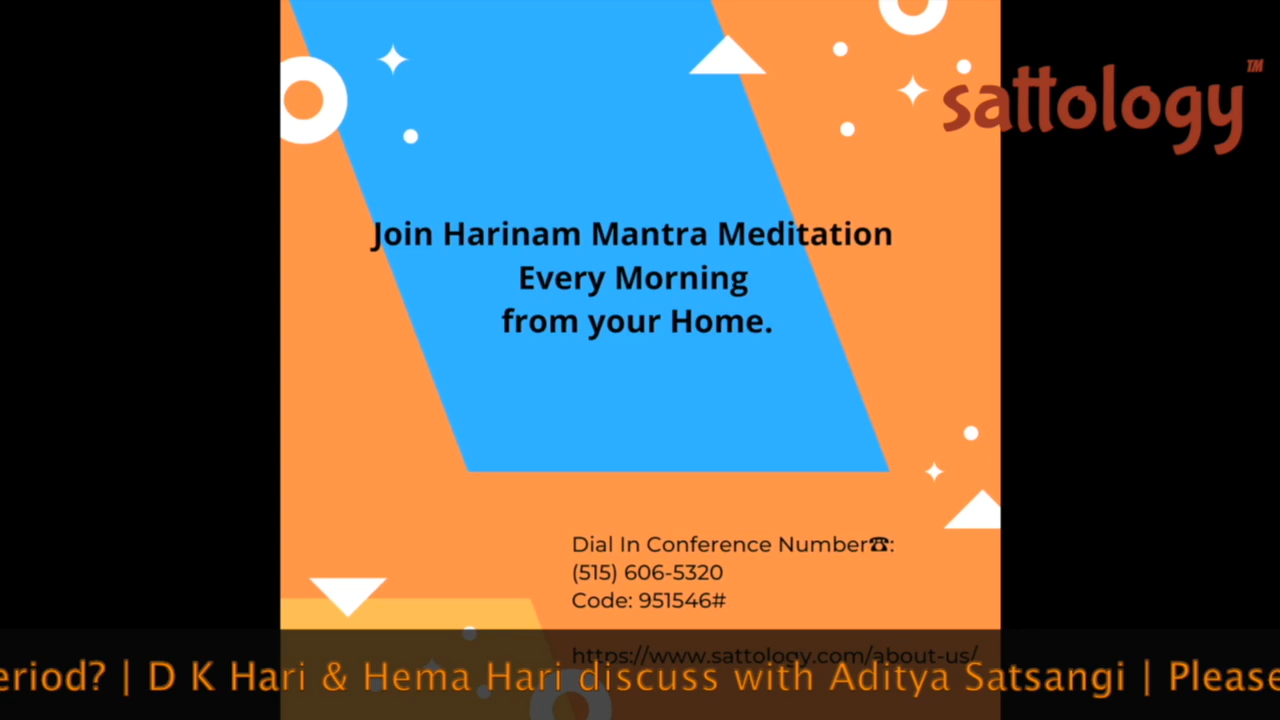 sattology™
Join Harinam Mantra Meditation
Every Morning
from your Home.
Dial In Conference Number☎:
(515) 606-5320
Code: 951546#
https://www.sattology.com/about-us/
eriod? | D K Hari & Hema Hari discuss with Aditya Satsangi | Please